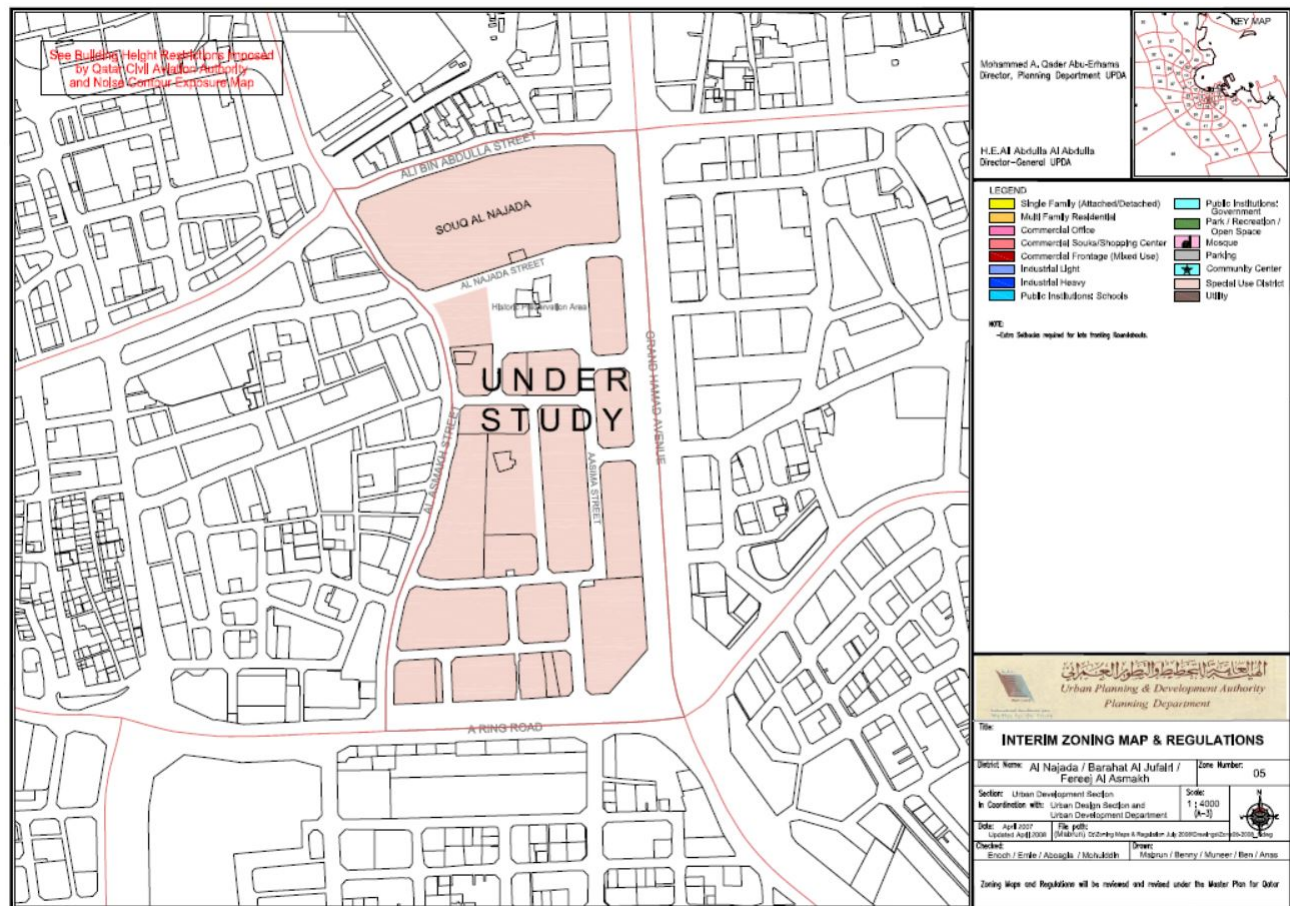 See Building Height Restrictions Imposed
by Qatar Civil Aviation Authority
and Noise Contour Exposure Map
ALI BIN ABDULLA STREET
SOUQ AL NAJADA
AL NAJADA STREET
Historic Preservation Area
UNDER
STUDY
GRAND HAMAD AVENUE
AL ASMAKH STREET
AASIMA STREET
A RING ROAD
KEY MAP
Mohammed A. Qader Abu-Erhama
Director, Planning Department UPDA
H.E.Ali Abdulla Al Abdulla
Director-General UPDA
LEGEND
Single Family (Attached/Detached)
Multi Family Residential
Commercial Office
Commercial Souks/Shopping Center
Commercial Frontage (Mixed Use)
Industrial Light
Industrial Heavy
Public Institutions: Schools
Public Institutions:
Government
Park / Recreation /
Open Space
Mosque
Parking
Community Center
Special Use District
Utility
NOTE:
-Extra Setbacks required for lots fronting Roundabouts.
الهيئة العامة للتخطيط والتطوير العمراني
Urban Planning & Development Authority
Planning Department
Title:
INTERIM ZONING MAP & REGULATIONS
District Name: Al Najada / Barahat Al Jufairi /
Fereej Al Asmakh
Zone Number:
05
Section: Urban Development Section
In Coordination with: Urban Design Section and
Urban Development Department
Scale:
1 : 4000
(A-3)
N
Date: April 2007
Updated April 2008
File path:
Checked:
Enoch / Emie / Aboagla / Mohuiddin
Drawn:
Mabrun / Benny / Muneer / Ben / Anas
Zoning Maps and Regulations will be reviewed and revised under the Master Plan for Qatar